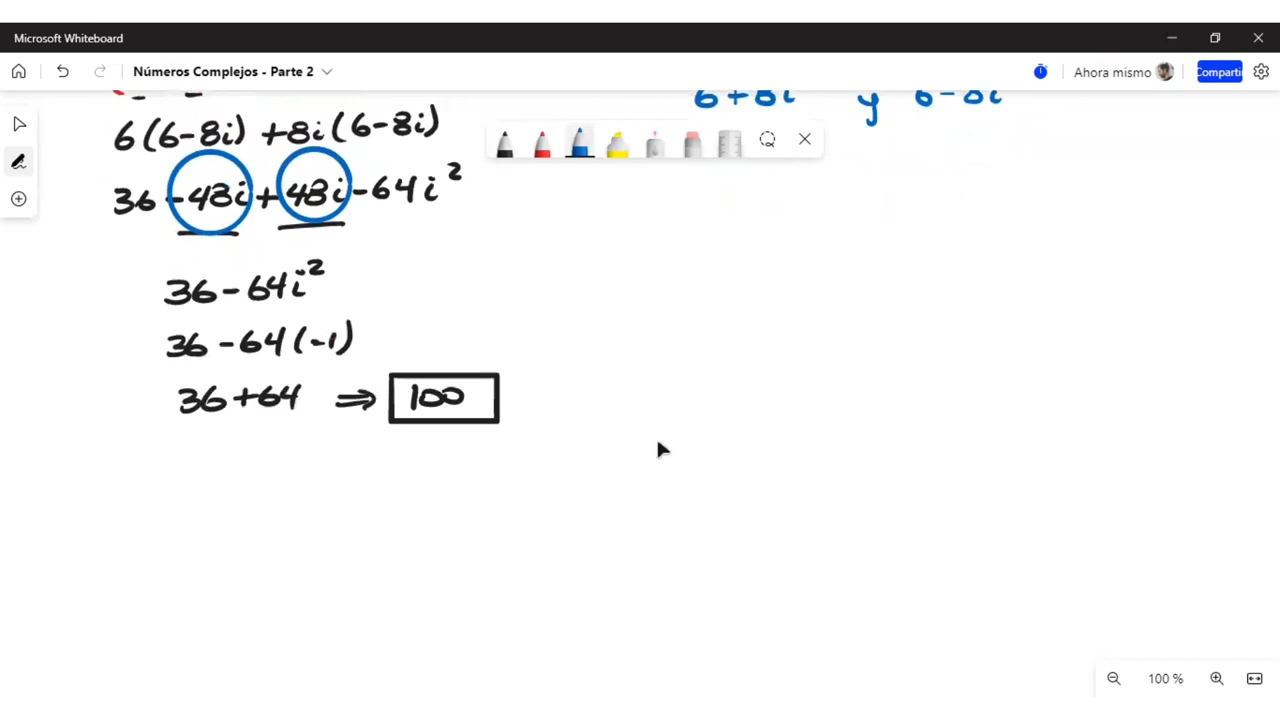 Microsoft Whiteboard
Números Complejos - Parte 2
Ahora mismo
Comparti
6+8i y 6-8i
6(6-8i) +8i(6-8i)
36-48i+48i-64i²
36-64i²
36-64(-1)
36+64 ⇒ 100
100 %